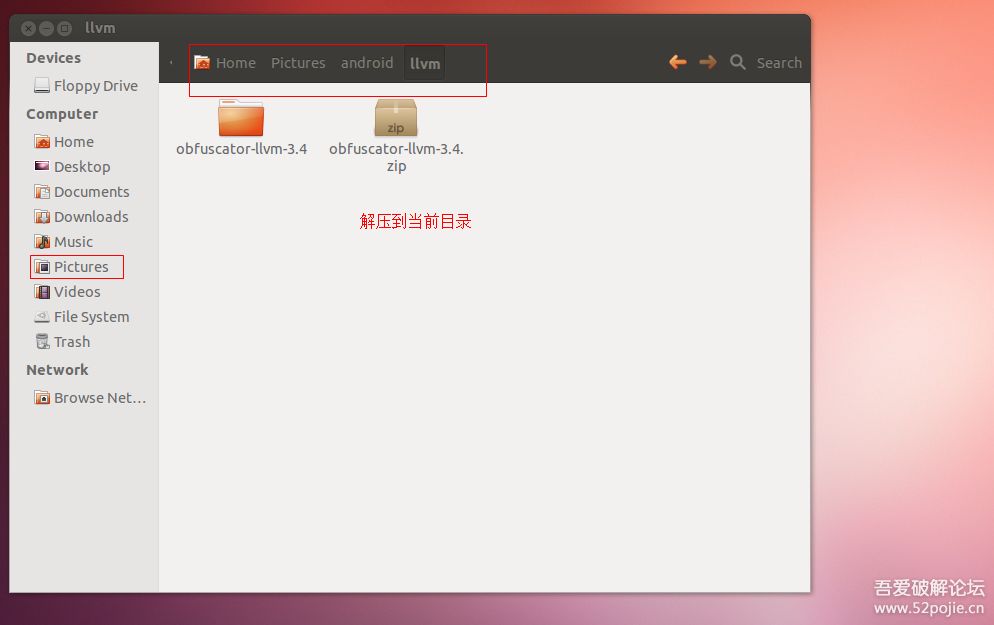 llvm
Devices
Floppy Drive
Computer
Home
Desktop
Documents
Downloads
Music
Pictures
Videos
File System
Trash
Network
Browse Net...
Home Pictures android llvm
Search
obfuscator-llvm-3.4
zip
obfuscator-llvm-3.4.
zip
解压到当前目录
吾爱破解论坛
www.52pojie.cn